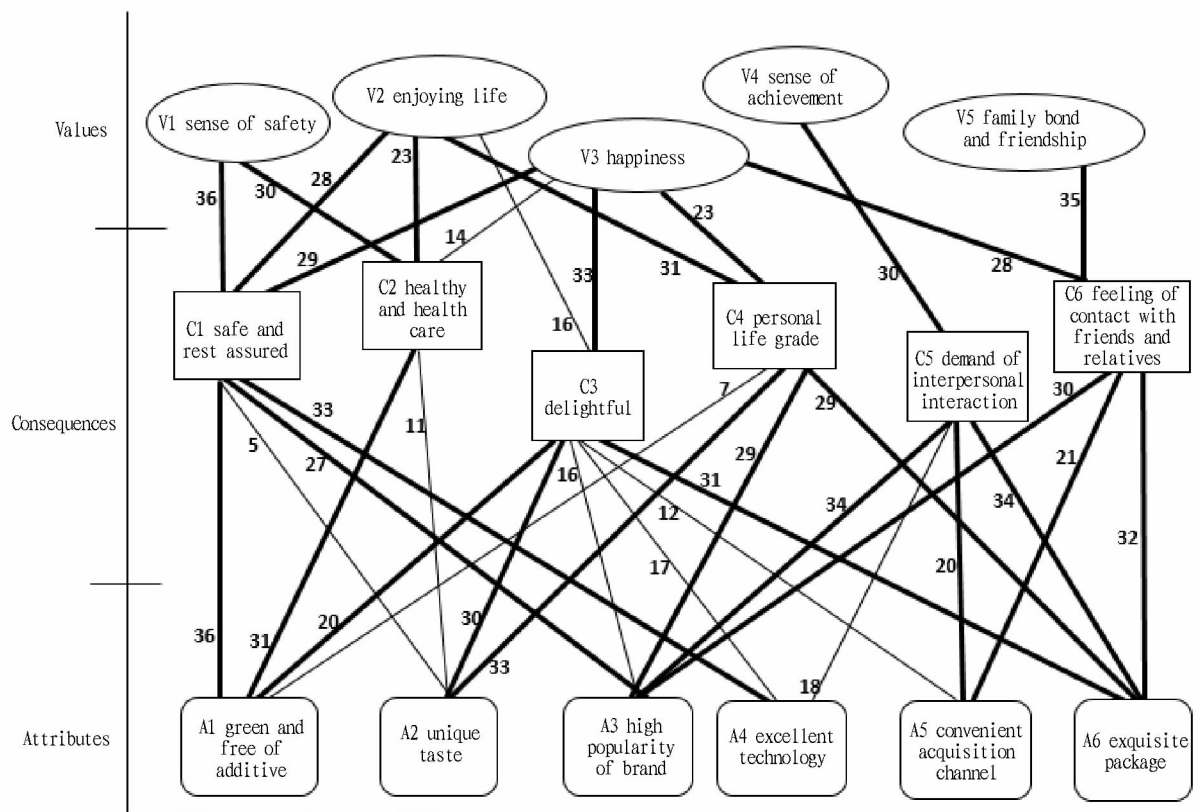 V4 sense of
achievement
V2 enjoying life
V1 sense of safety
V5 family bond
and friendship
Values
V3 happiness
36
30
28
23
35
23
14
29
33
31
30
28
16
C2 healthy
and health
care
C1 safe and
rest assured
C4 personal
life grade
C6 feeling of
contact with
friends and
relatives
C3
delightful
C5 demand of
interpersonal
interaction
Consequences
33
5
27
11
7
29
30
16
31
29
21
12
34
34
17
20
32
36
31
20
30
33
18
Attributes
A1 green and
free of
additive
A2 unique
taste
A3 high
popularity
of brand
A4 excellent
technology
A5 convenient
acquisition
channel
A6 exquisite
package